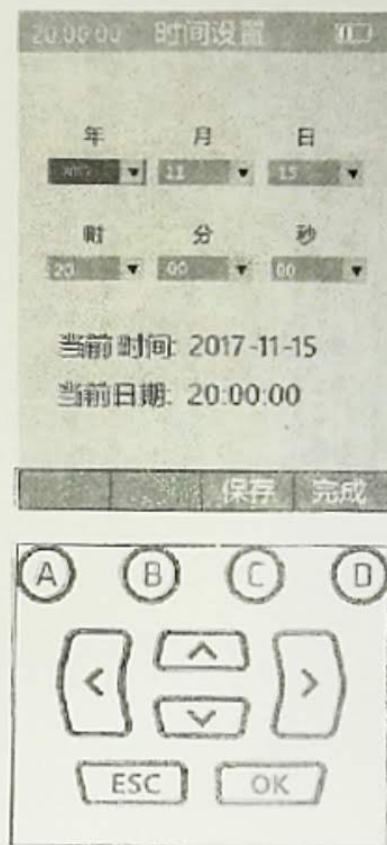 20:00:00 时间设置
年 月 日
2017 11 15
时 分 秒
20 00 00
当前时间: 2017-11-15
当前日期: 20:00:00
保存 完成
A B C D
ESC OK